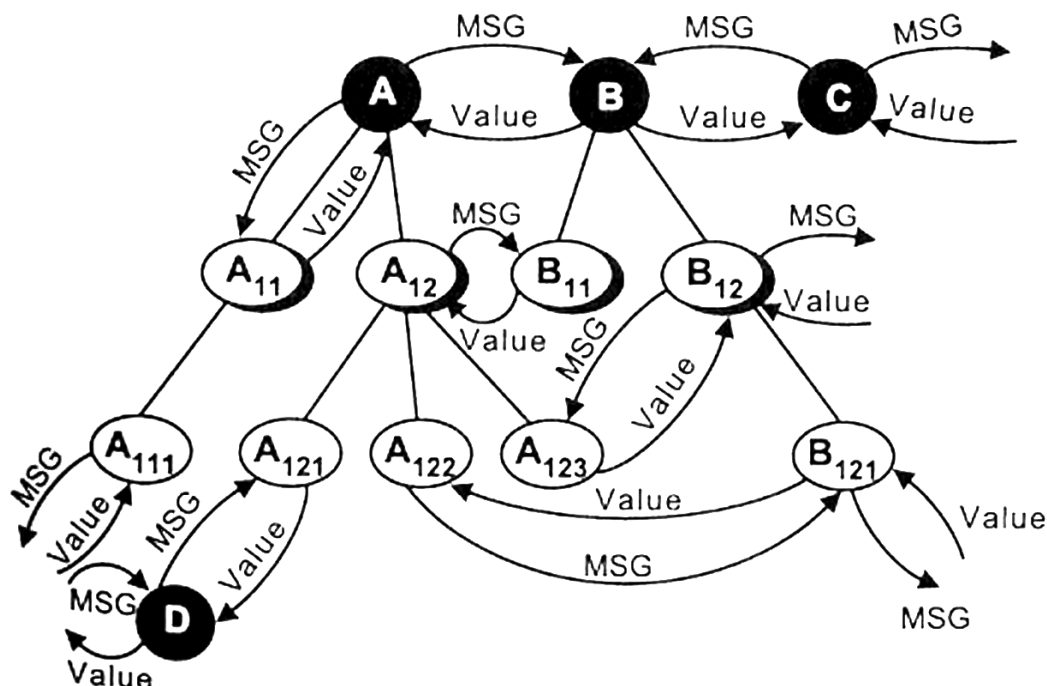 MSG
MSG
MSG
A
B
C
Value
Value
Value
MSG
Value
MSG
MSG
A11
A12
B11
B12
Value
Value
MSG
Value
A111
A121
A122
A123
B121
MSG
Value
MSG
Value
Value
Value
MSG
MSG
D
MSG
Value